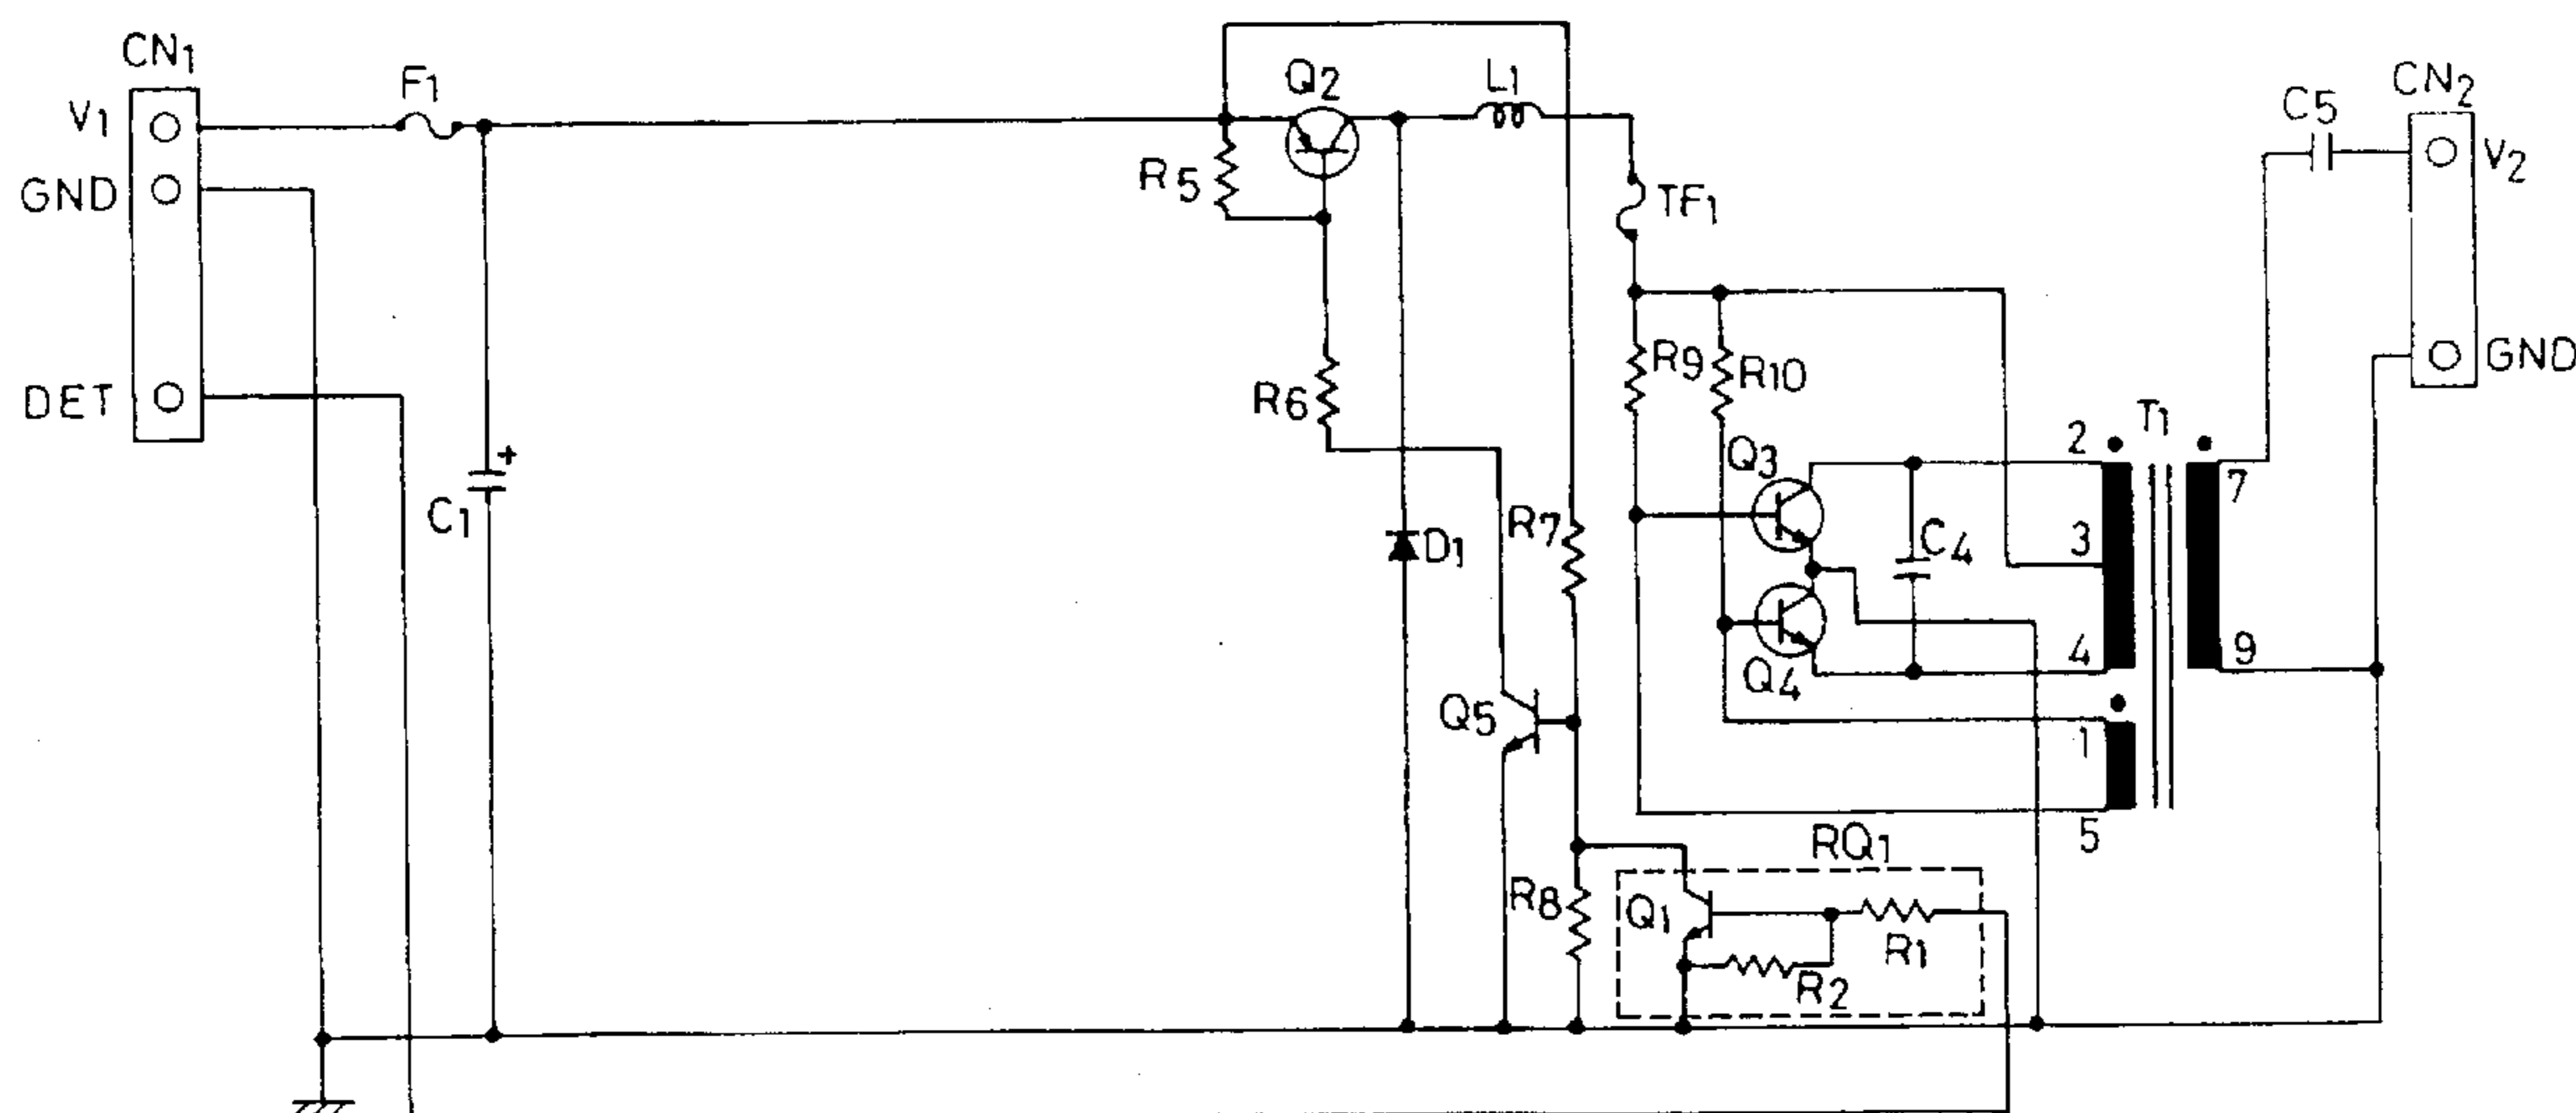 CN1
V1
GND
DET
F1
C1
R5
Q2
L1
TF1
R6
D1
R7
Q5
R8
R9
R10
Q3
Q4
C4
T1
2
3
4
1
5
7
9
RQ1
Q1
R1
R2
C5
CN2
V2
GND